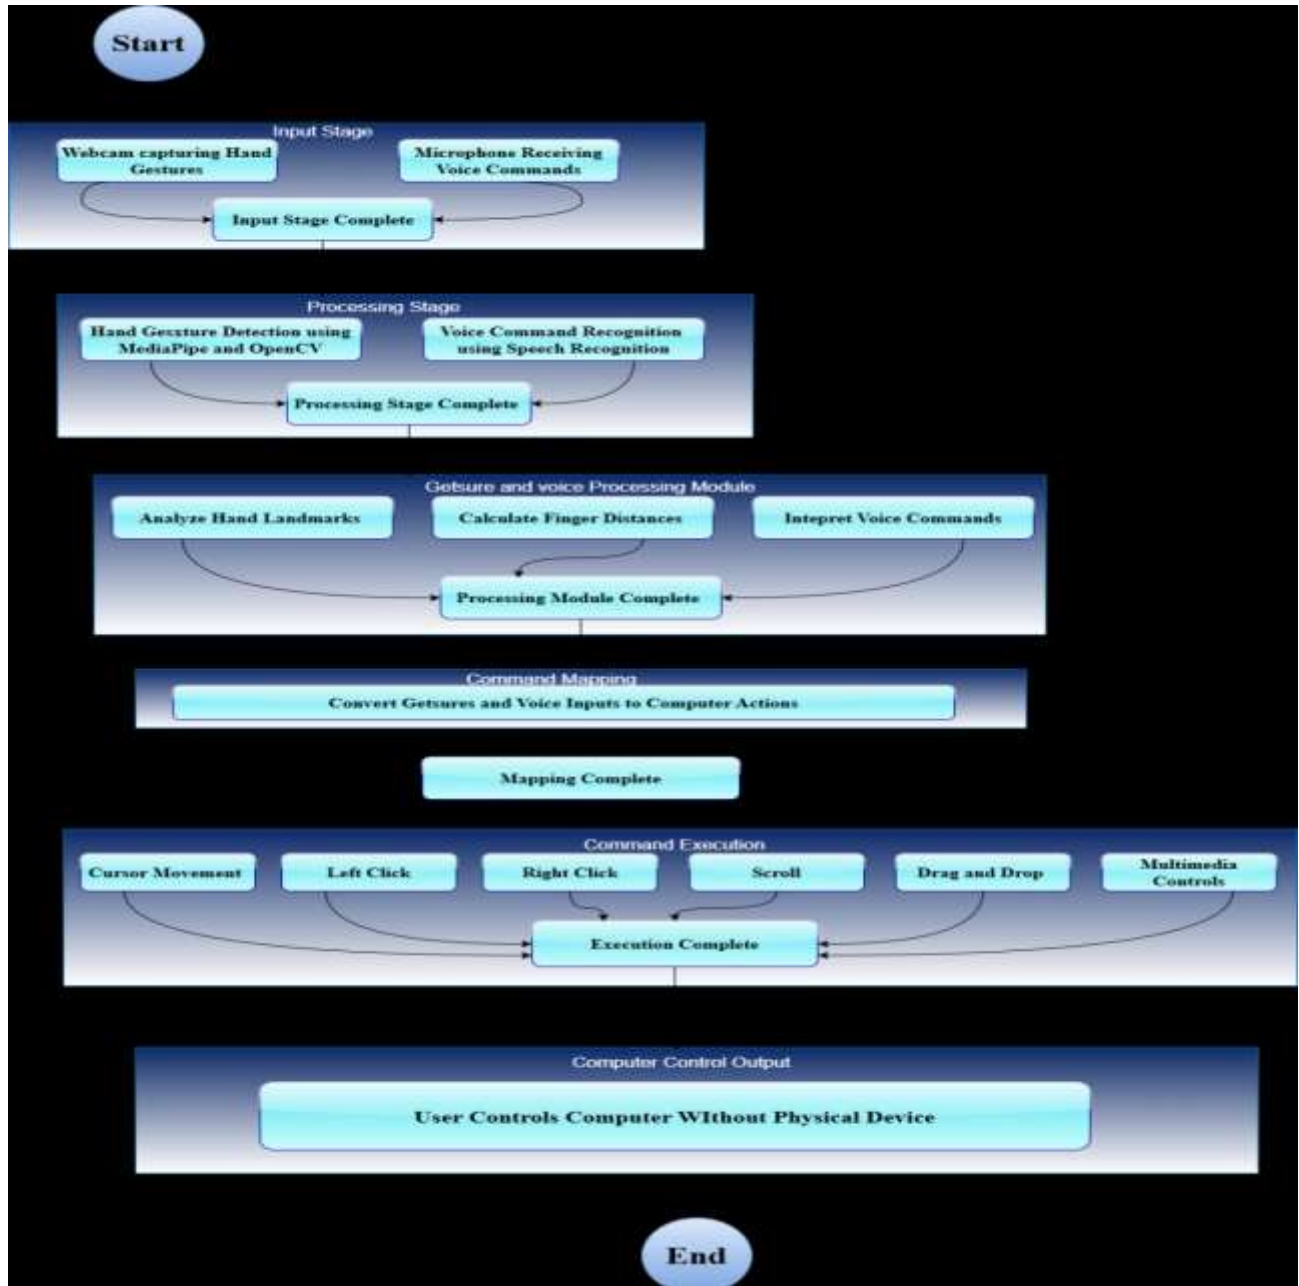 Start
Input Stage
Webcam capturing Hand
Gestures
Microphone Receiving
Voice Commands
Input Stage Complete
Processing Stage
Hand Gesxture Detection using
MediaPipe and OpenCV
Voice Command Recognition
using Speech Recognition
Processing Stage Complete
Getsure and voice Processing Module
Analyze Hand Landmarks
Calculate Finger Distances
Intepret Voice Commands
Processing Module Complete
Command Mapping
Convert Getsures and Voice Inputs to Computer Actions
Mapping Complete
Command Execution
Cursor Movement
Left Click
Right Click
Scroll
Drag and Drop
Multimedia
Controls
Execution Complete
Computer Control Output
User Controls Computer WIthout Physical Device
End